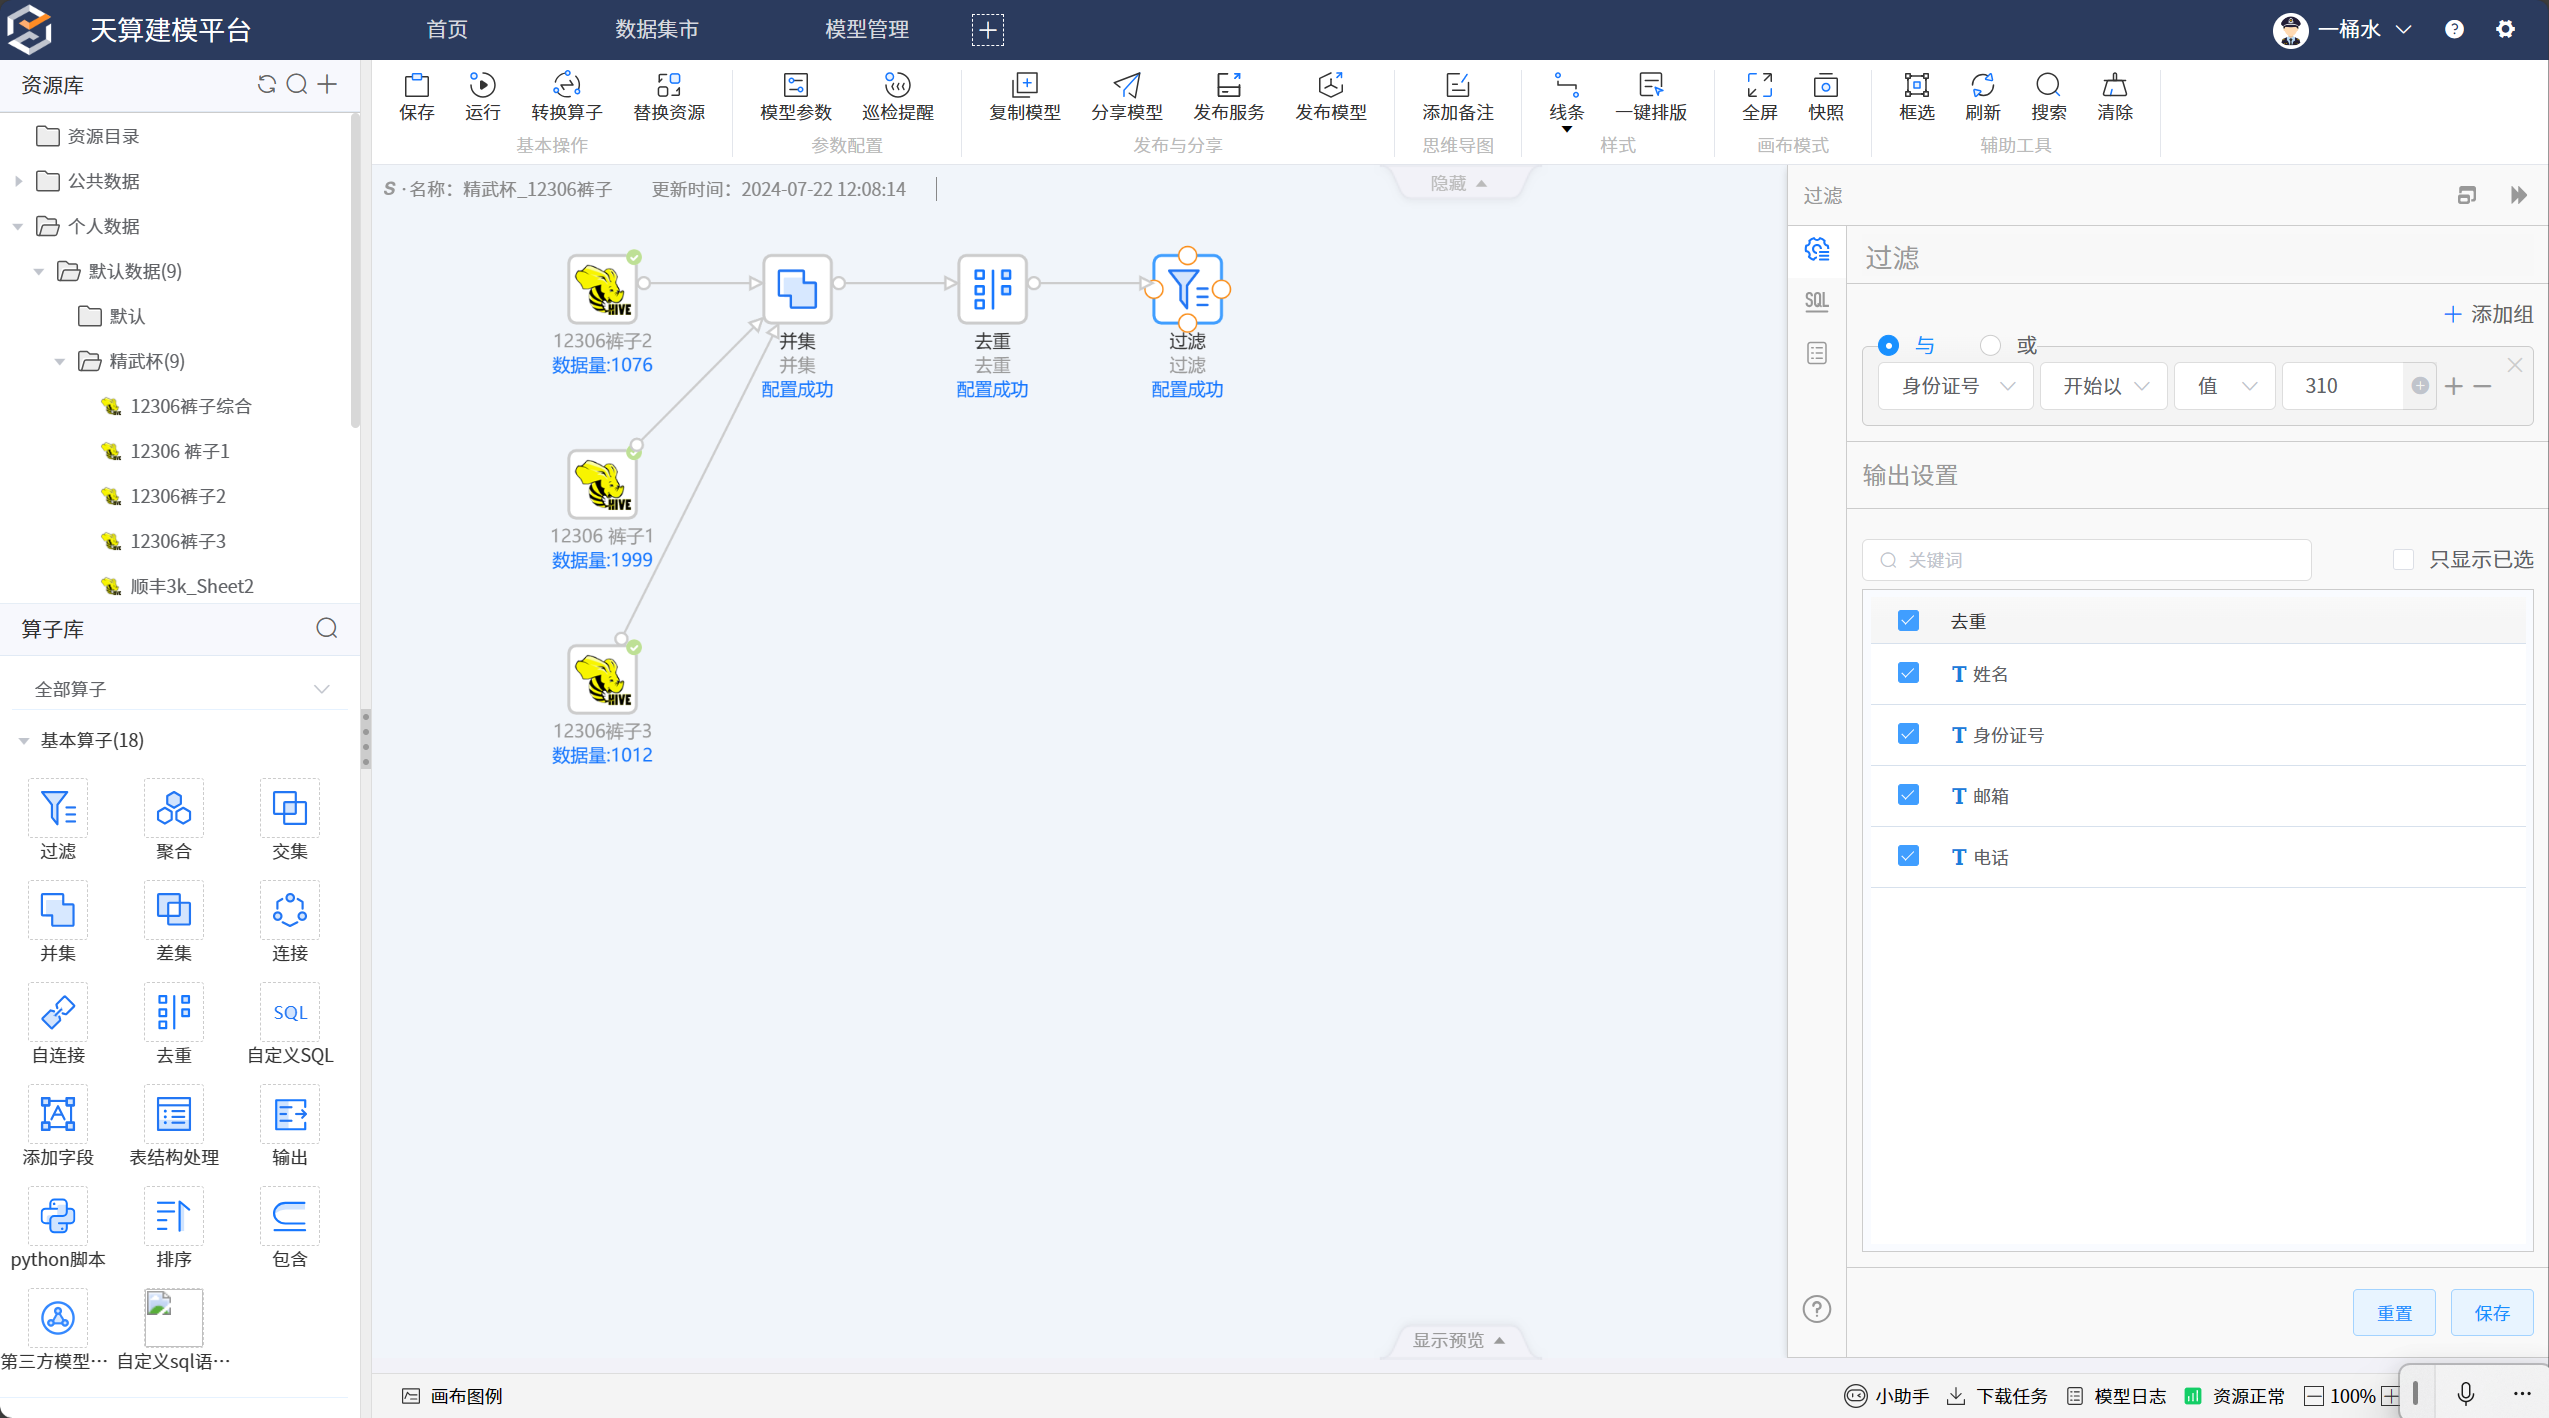 天算建模平台
首页
数据集市
模型管理
一桶水
资源库
资源目录
公共数据
个人数据
默认数据(9)
默认
精武杯(9)
12306裤子综合
12306 裤子1
12306裤子2
12306裤子3
顺丰3k_Sheet2
算子库
全部算子
基本算子(18)
过滤
聚合
交集
并集
差集
连接
自连接
去重
SQL
自定义SQL
添加字段
表结构处理
输出
python脚本
排序
包含
第三方模型···
自定义sql语···
保存
运行
转换算子
替换资源
基本操作
模型参数
巡检提醒
参数配置
复制模型
分享模型
发布服务
发布模型
发布与分享
添加备注
思维导图
线条
一键排版
样式
全屏
快照
画布模式
框选
刷新
搜索
清除
辅助工具
S · 名称：精武杯_12306裤子
更新时间：2024-07-22 12:08:14
隐藏
HIVE
12306裤子2
数据量:1076
并集
并集
配置成功
去重
去重
配置成功
过滤
过滤
配置成功
HIVE
12306 裤子1
数据量:1999
HIVE
12306裤子3
数据量:1012
显示预览
过滤
SQL
过滤
添加组
与
或
身份证号
开始以
值
310
输出设置
关键词
只显示已选
去重
T 姓名
T 身份证号
T 邮箱
T 电话
重置
保存
画布图例
小助手
下载任务
模型日志
资源正常
100%